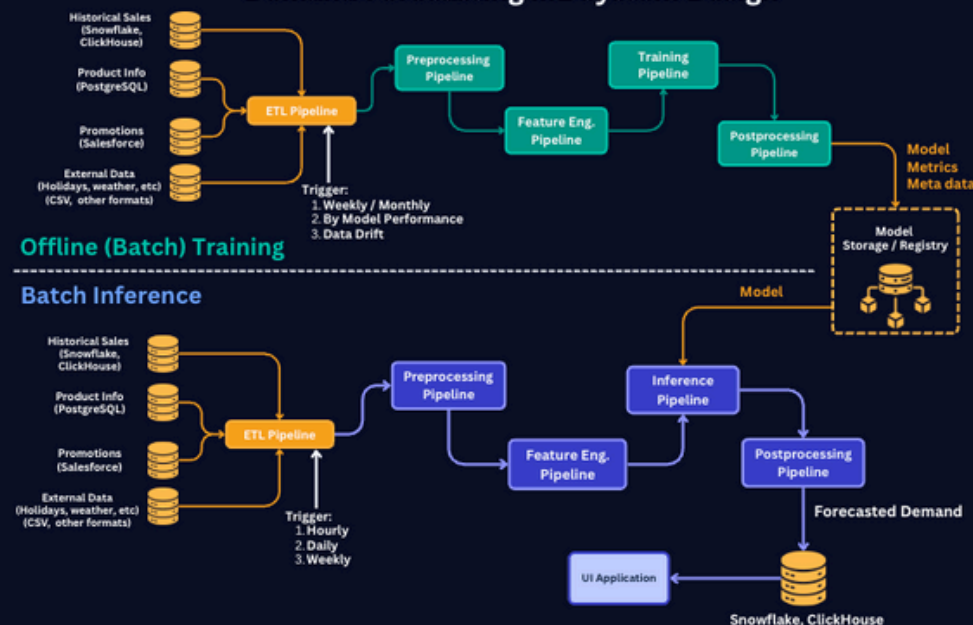 Historical Sales
(Snowflake,
ClickHouse)
Product Info
(PostgreSQL)
Promotions
(Salesforce)
External Data
(Holidays, weather, etc)
(CSV, other formats)
ETL Pipeline
Trigger:
1. Weekly / Monthly
2. By Model Performance
3. Data Drift
Preprocessing
Pipeline
Feature Eng.
Pipeline
Training
Pipeline
Postprocessing
Pipeline
Model
Metrics
Meta data
Model
Storage / Registry
Offline (Batch) Training
Batch Inference
Historical Sales
(Snowflake,
ClickHouse)
Product Info
(PostgreSQL)
Promotions
(Salesforce)
External Data
(Holidays, weather, etc)
(CSV, other formats)
ETL Pipeline
Trigger:
1. Hourly
2. Daily
3. Weekly
Preprocessing
Pipeline
Feature Eng.
Pipeline
Model
Inference
Pipeline
Postprocessing
Pipeline
Forecasted Demand
UI Application
Snowflake, ClickHouse